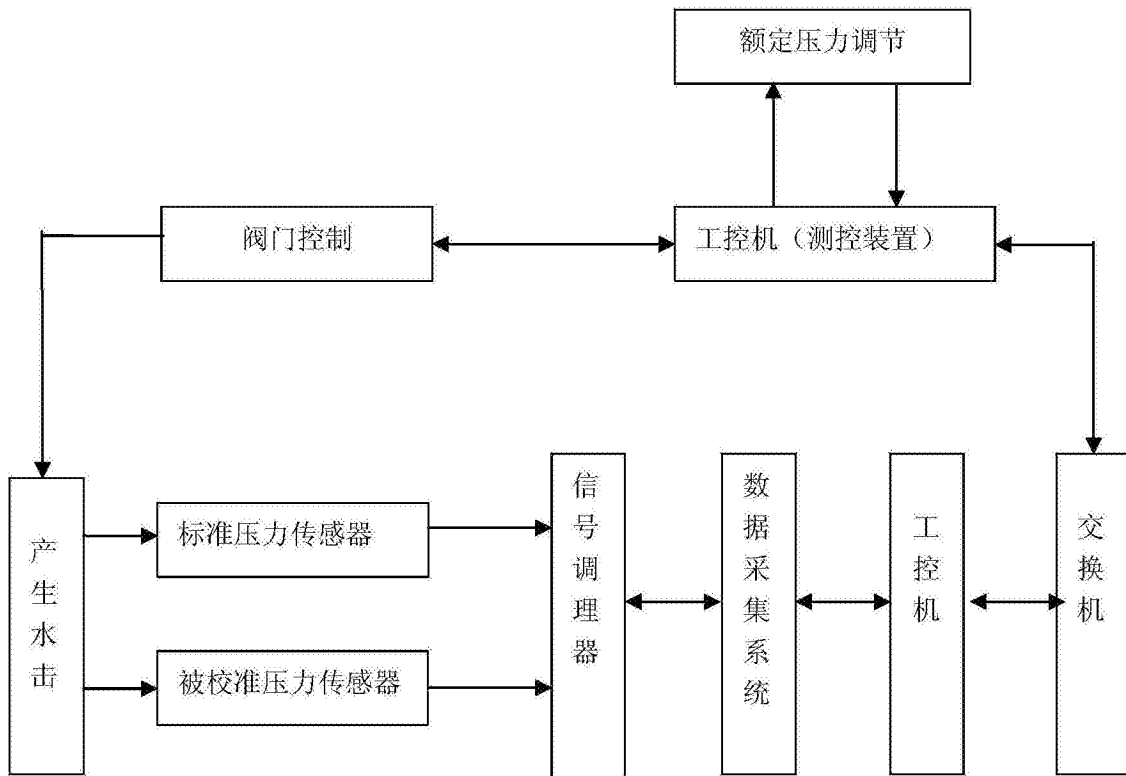 额定压力调节
阀门控制
工控机（测控装置）
产生水击
标准压力传感器
被校准压力传感器
信号调理器
数据采集系统
工控机
交换机